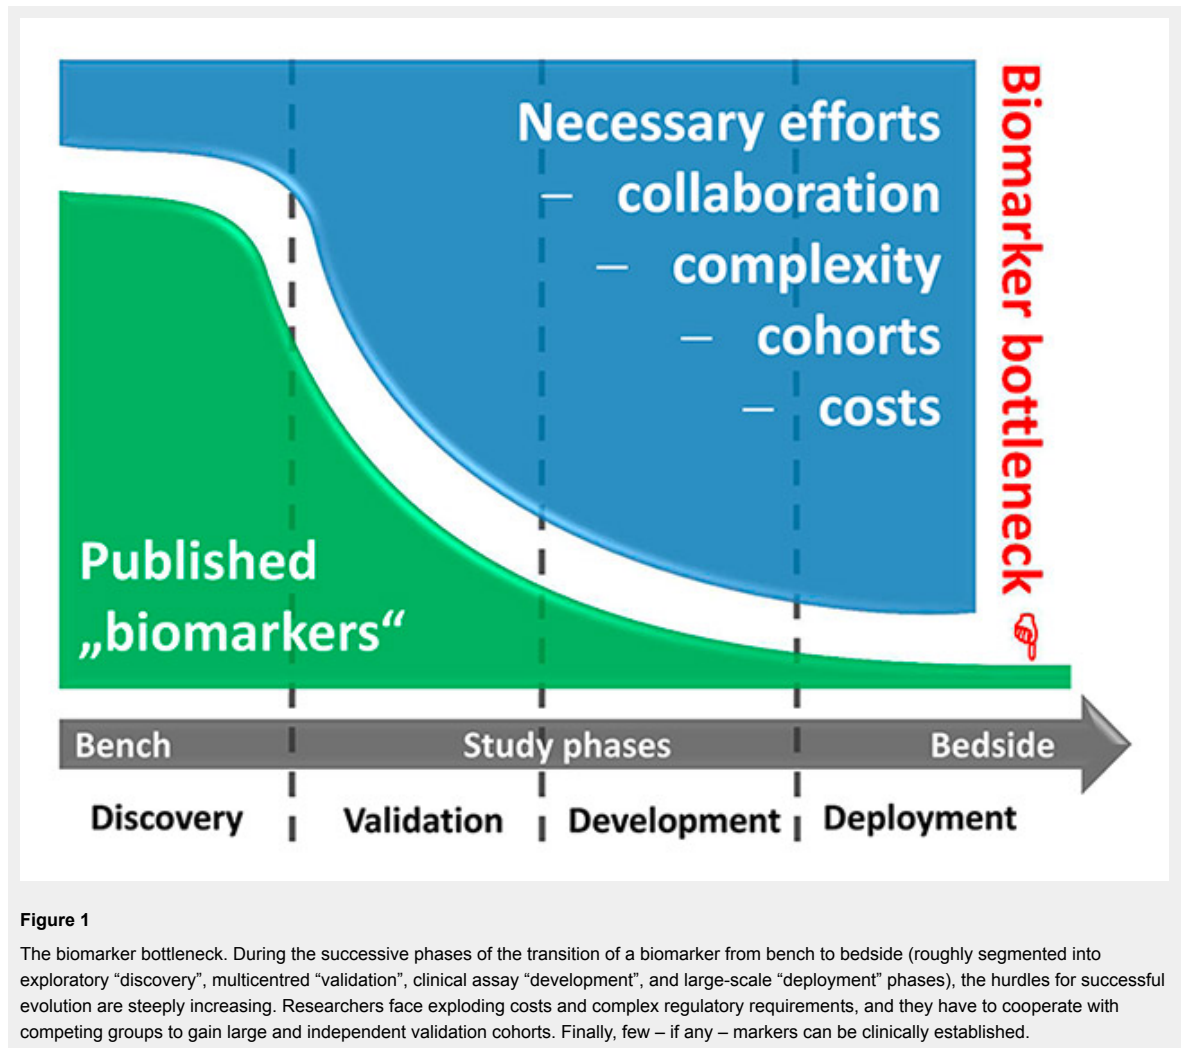 Necessary efforts
– collaboration
– complexity
– cohorts
– costs
Biomarker bottleneck
Published
„biomarkers“
Bench Study phases Bedside
Discovery Validation Development Deployment
Figure 1
The biomarker bottleneck. During the successive phases of the transition of a biomarker from bench to bedside (roughly segmented into
exploratory “discovery”, multicentred “validation”, clinical assay “development”, and large-scale “deployment” phases), the hurdles for successful
evolution are steeply increasing. Researchers face exploding costs and complex regulatory requirements, and they have to cooperate with
competing groups to gain large and independent validation cohorts. Finally, few – if any – markers can be clinically established.